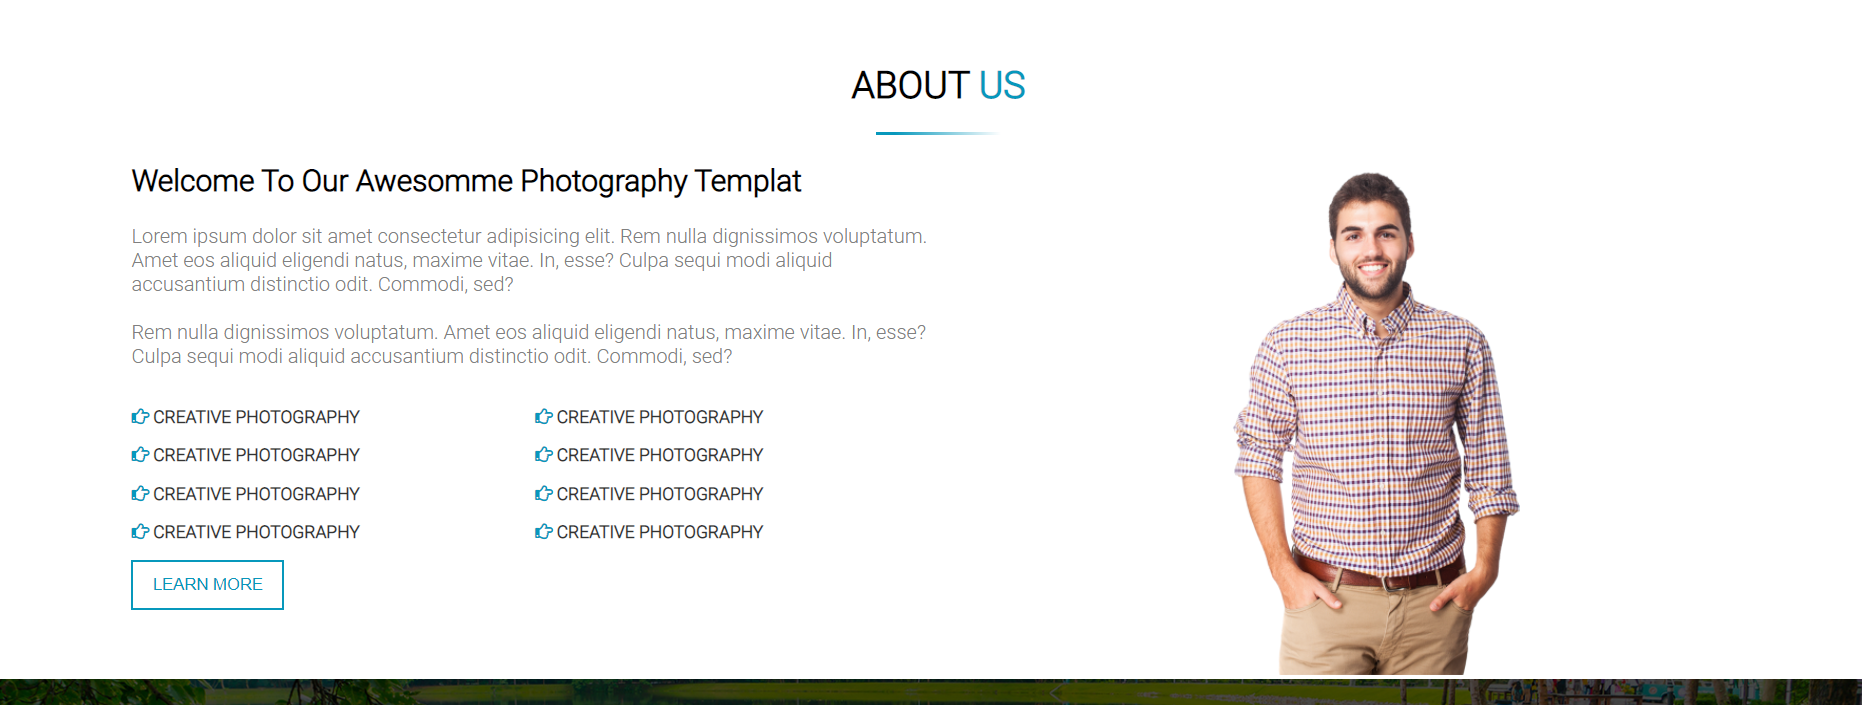 ABOUT US
Welcome To Our Awesomme Photography Templat
Lorem ipsum dolor sit amet consectetur adipisicing elit. Rem nulla dignissimos voluptatum.
Amet eos aliquid eligendi natus, maxime vitae. In, esse? Culpa sequi modi aliquid
accusantium distinctio odit. Commodi, sed?
Rem nulla dignissimos voluptatum. Amet eos aliquid eligendi natus, maxime vitae. In, esse?
Culpa sequi modi aliquid accusantium distinctio odit. Commodi, sed?
CREATIVE PHOTOGRAPHY
CREATIVE PHOTOGRAPHY
CREATIVE PHOTOGRAPHY
CREATIVE PHOTOGRAPHY
CREATIVE PHOTOGRAPHY
CREATIVE PHOTOGRAPHY
CREATIVE PHOTOGRAPHY
CREATIVE PHOTOGRAPHY
LEARN MORE